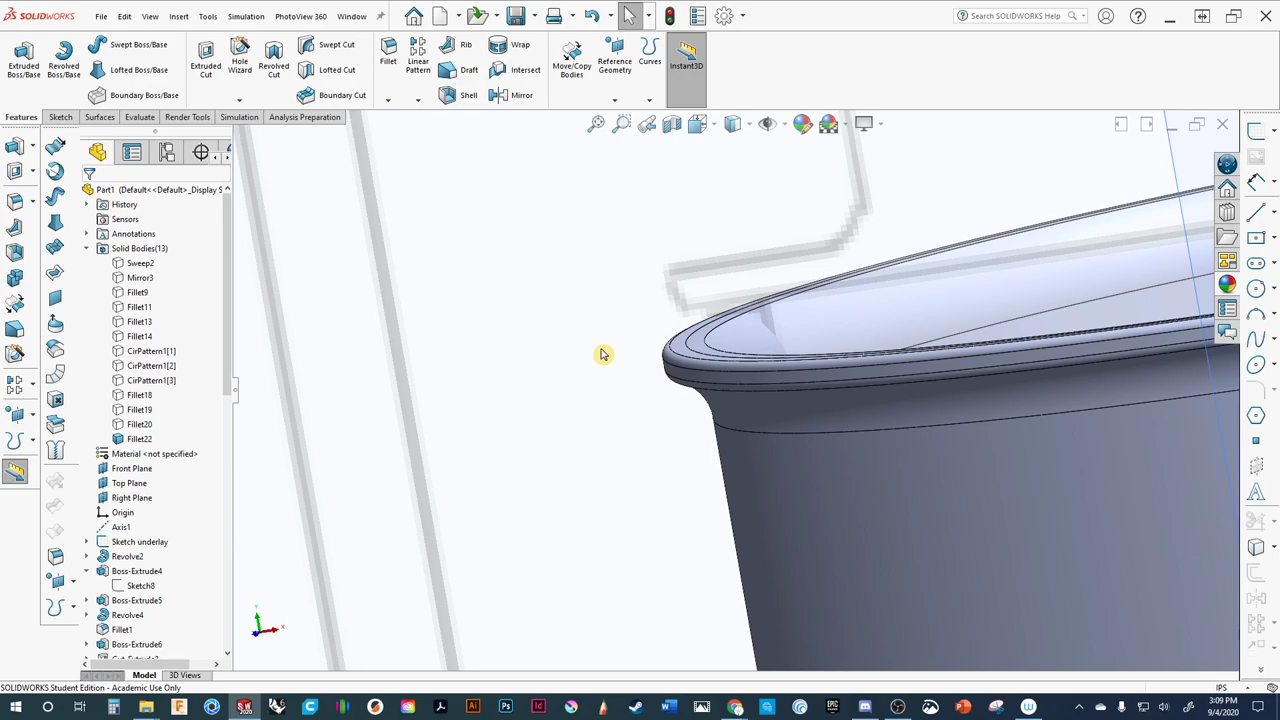 SOLIDWORKS
File Edit View Insert Tools Simulation PhotoView 360 Window
Search SOLIDWORKS Help
Extruded Boss/Base
Revolved Boss/Base
Swept Boss/Base
Lofted Boss/Base
Boundary Boss/Base
Extruded Cut
Hole Wizard
Revolved Cut
Swept Cut
Lofted Cut
Boundary Cut
Fillet
Linear Pattern
Rib
Draft
Shell
Wrap
Intersect
Mirror
Move/Copy Bodies
Reference Geometry
Curves
Instant3D
Features Sketch Surfaces Evaluate Render Tools Simulation Analysis Preparation
Part1 (Default<<Default>_Display S
History
Sensors
Annotations
Solid Bodies(13)
Sweep2
Mirror3
Fillet9
Fillet11
Fillet13
Fillet14
CirPattern1[1]
CirPattern1[2]
CirPattern1[3]
Fillet18
Fillet19
Fillet20
Fillet22
Material <not specified>
Front Plane
Top Plane
Right Plane
Origin
Axis1
Sketch underlay
Revolve2
Boss-Extrude4
Sketch8
Boss-Extrude5
Revolve4
Fillet1
Boss-Extrude6
Model 3D Views
SOLIDWORKS Student Edition - Academic Use Only
IPS
3:09 PM
9/4/2020